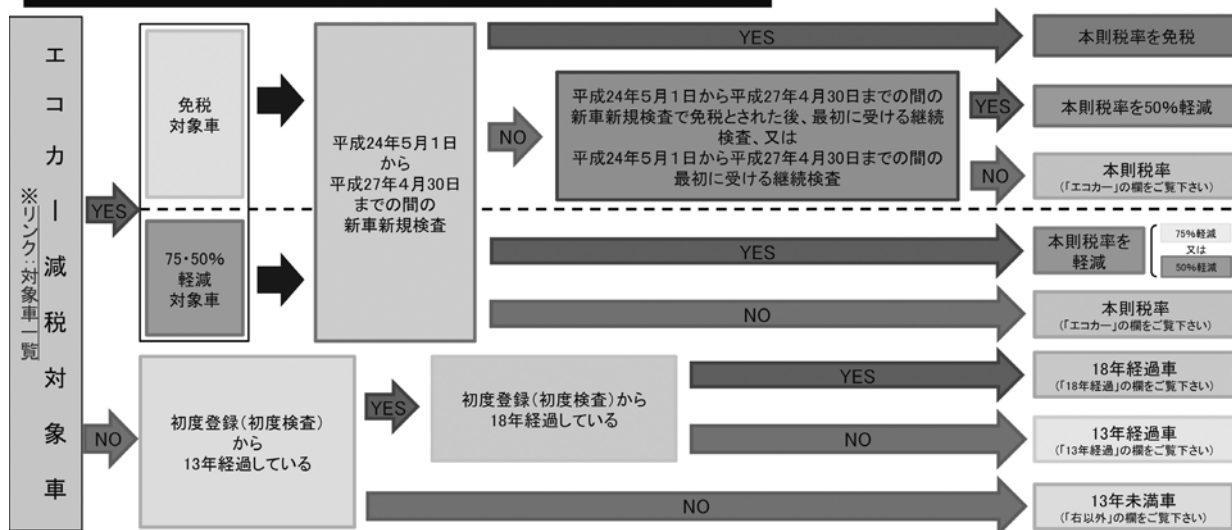 エコカー減税対象車
※リンク:対象車一覧
YES
免税
対象車
75・50%
軽減
対象車
平成24年5月1日
から
平成27年4月30日
までの間の
新車新規検査
YES
本則税率を免税
NO
平成24年5月1日から平成27年4月30日までの間の
新車新規検査で免税とされた後、最初に受ける継続
検査、又は
平成24年5月1日から平成27年4月30日までの間の
最初に受ける継続検査
YES
本則税率を50%軽減
NO
本則税率
(「エコカー」の欄をご覧下さい)
YES
本則税率を
軽減
75%軽減
又は
50%軽減
NO
本則税率
(「エコカー」の欄をご覧下さい)
NO
初度登録(初度検査)
から
13年経過している
YES
初度登録(初度検査)から
18年経過している
YES
18年経過車
(「18年経過」の欄をご覧下さい)
NO
13年経過車
(「13年経過」の欄をご覧下さい)
NO
13年未満車
(「右以外」の欄をご覧下さい)